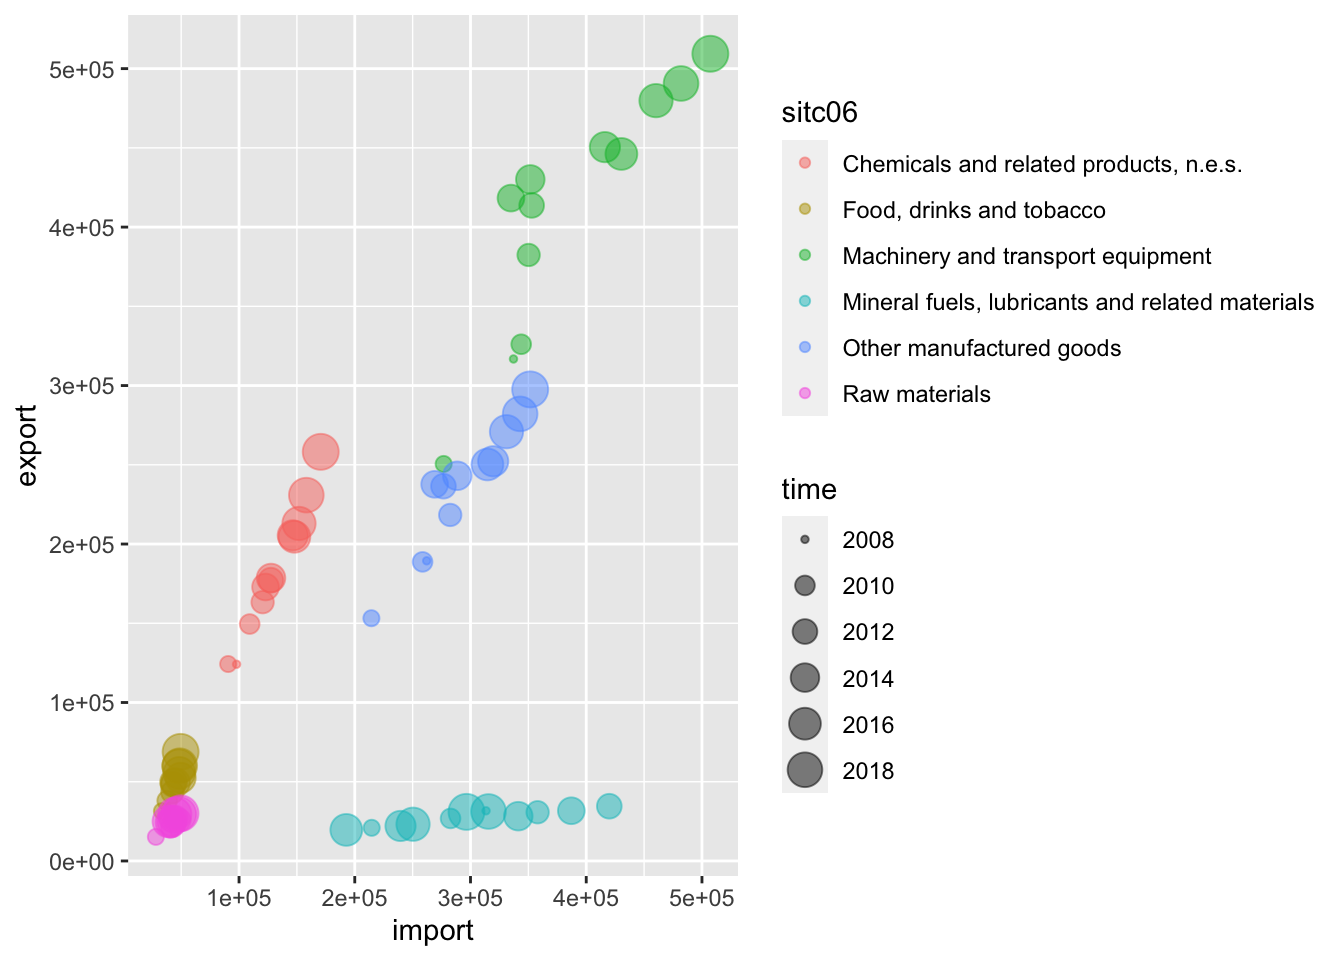 5e+05
4e+05
3e+05
2e+05
1e+05
0e+00
export
1e+05 2e+05 3e+05 4e+05 5e+05
import
sitc06
Chemicals and related products, n.e.s.
Food, drinks and tobacco
Machinery and transport equipment
Mineral fuels, lubricants and related materials
Other manufactured goods
Raw materials
time
2008
2010
2012
2014
2016
2018